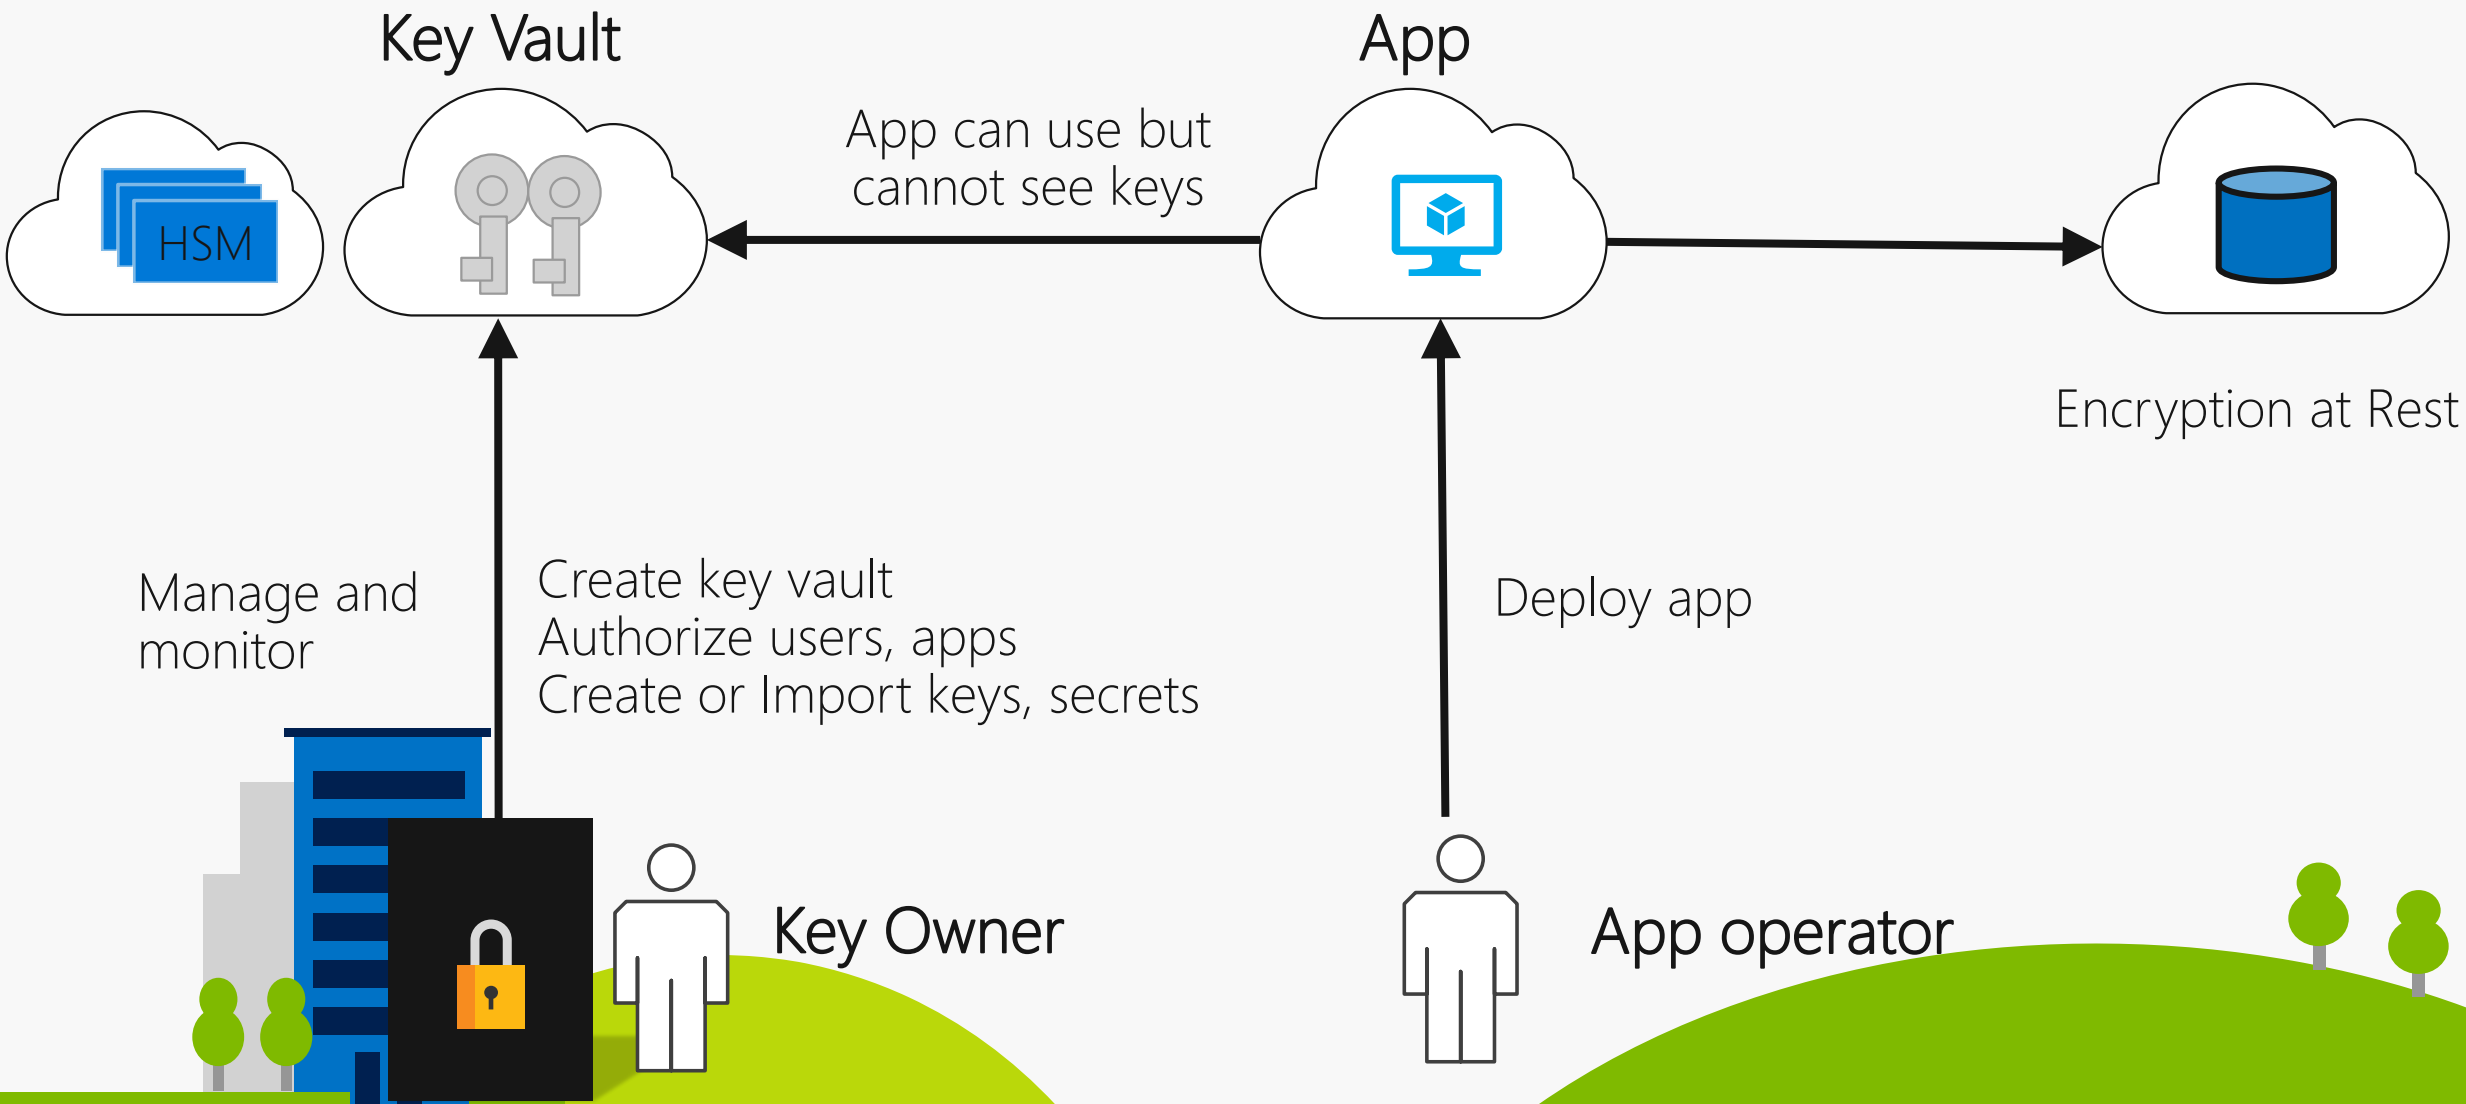 Key Vault
App
App can use but
cannot see keys
HSM
Encryption at Rest
Manage and
monitor
Create key vault
Authorize users, apps
Create or Import keys, secrets
Deploy app
Key Owner
App operator